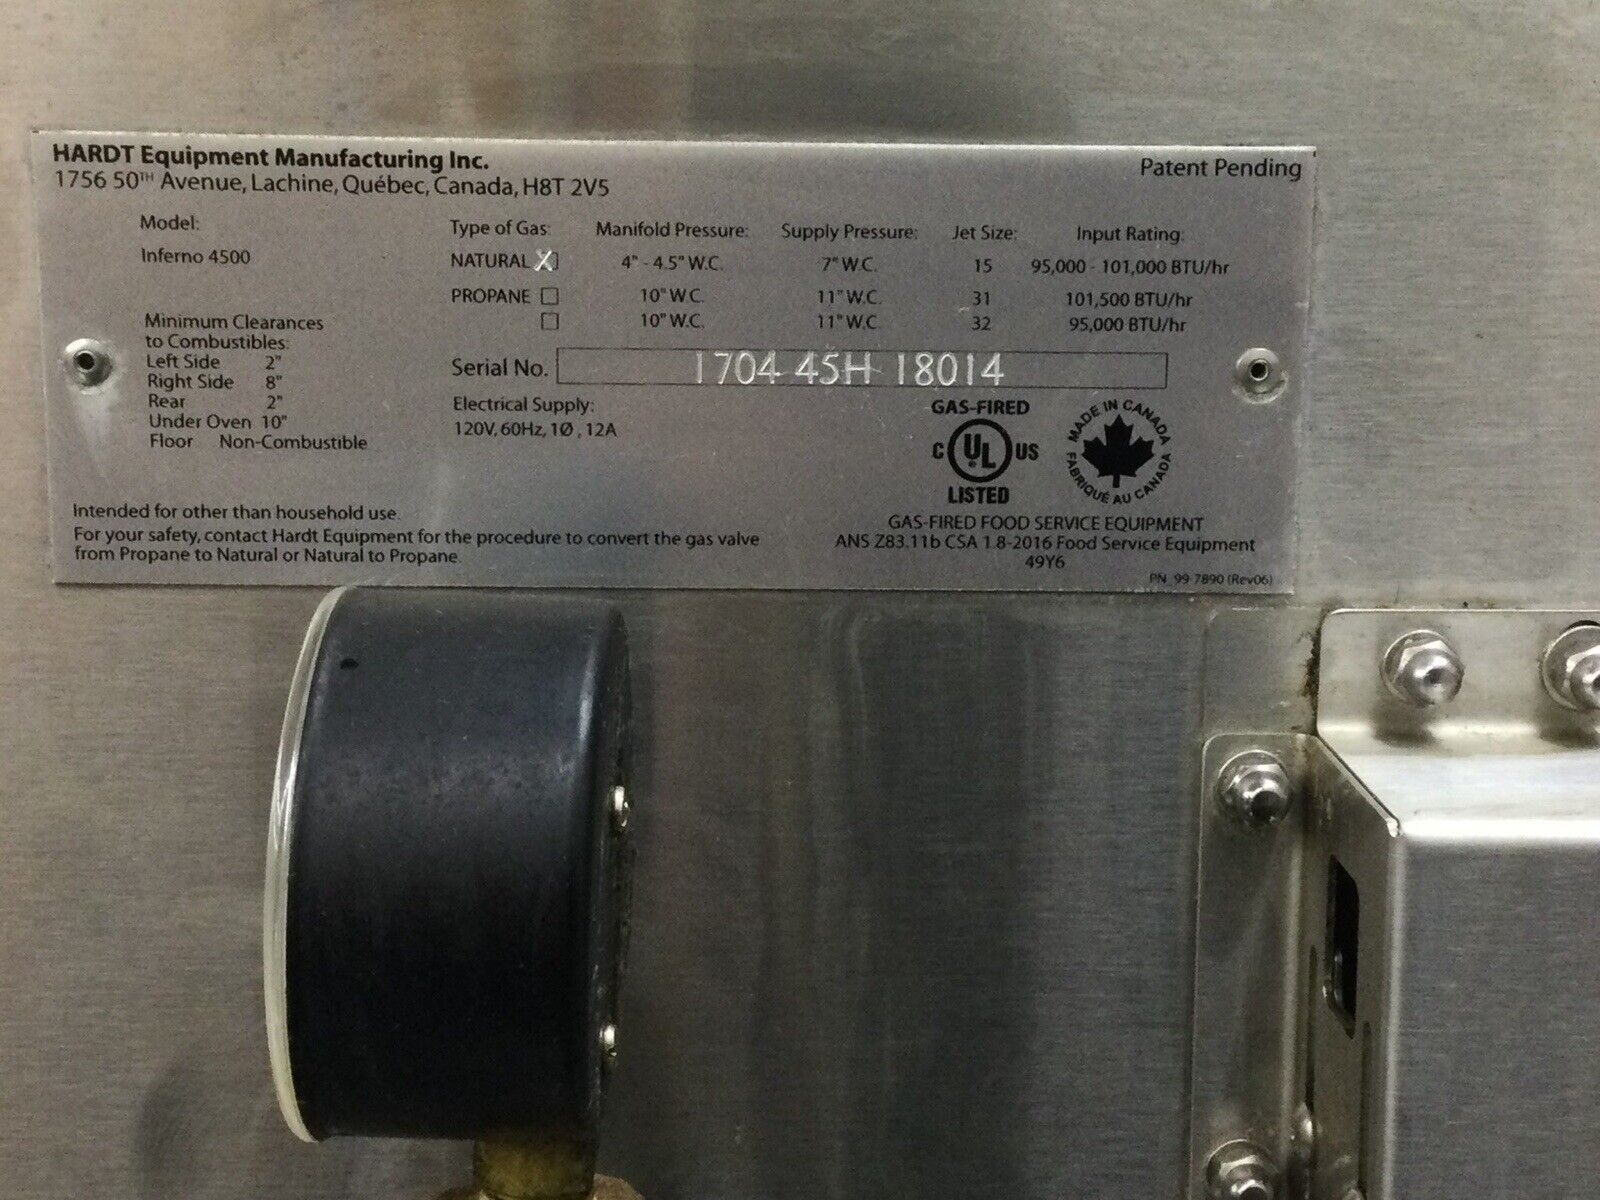 HARDT Equipment Manufacturing Inc.
Patent Pending
1756 50TH Avenue, Lachine, Québec, Canada, H8T 2V5
Model:
Inferno 4500
Type of Gas: Manifold Pressure: Supply Pressure: Jet Size: Input Rating:
NATURAL X 4" - 4.5" W.C. 7" W.C. 15 95,000 - 101,000 BTU/hr
PROPANE □ 10" W.C. 11" W.C. 31 101,500 BTU/hr
□ 10" W.C. 11" W.C. 32 95,000 BTU/hr
Minimum Clearances
to Combustibles:
Left Side 2"
Right Side 8"
Rear 2"
Under Oven 10"
Floor Non-Combustible
Serial No. 1704 45H 18014
Electrical Supply:
120V, 60Hz, 1Ø, 12A
GAS-FIRED
C UL US
LISTED
MADE IN CANADA
FABRIQUÉ AU CANADA
Intended for other than household use.
For your safety, contact Hardt Equipment for the procedure to convert the gas valve
from Propane to Natural or Natural to Propane.
GAS-FIRED FOOD SERVICE EQUIPMENT
ANS Z83.11b CSA 1.8-2016 Food Service Equipment
49Y6
PN 99-7890 (Rev06)